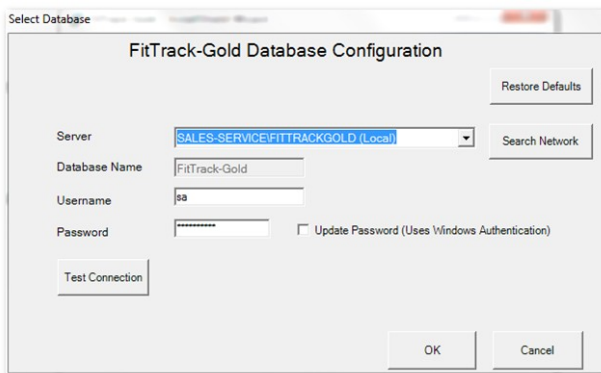 Select Database
FitTrack-Gold Database Configuration
Restore Defaults
Server SALES-SERVICE\FITTRACKGOLD (Local) Search Network
Database Name FitTrack-Gold
Username sa
Password ********** Update Password (Uses Windows Authentication)
Test Connection
OK Cancel